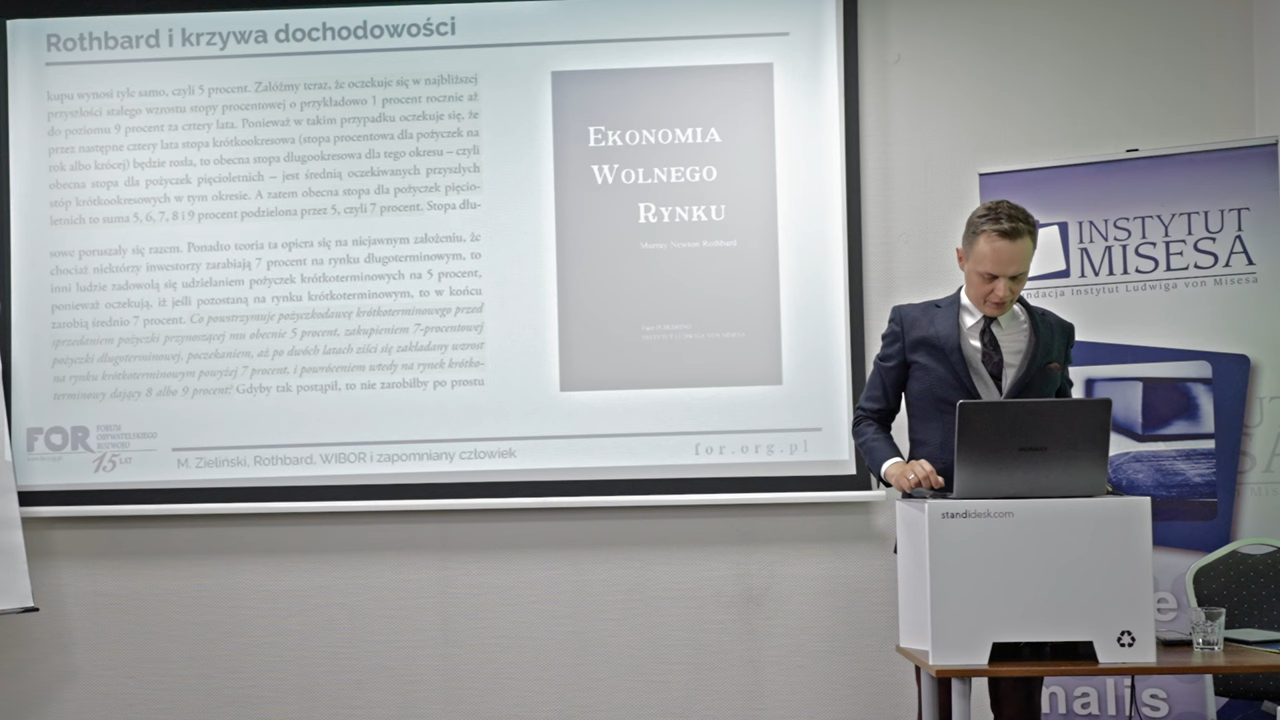 Rothbard i krzywa dochodowości
kupu wynosi tyle samo, czyli 5 procent. Załóżmy teraz, że oczekuje się w najbliższej
przyszłości stałego wzrostu stopy procentowej o przykładowo 1 procent rocznie aż
do poziomu 9 procent za cztery lata. Ponieważ w takim przypadku oczekuje się, że
przez następne cztery lata stopa krótkookresowa (stopa procentowa dla pożyczek na
rok albo krócej) będzie rosła, to obecna stopa długookresowa dla tego okresu – czyli
obecna stopa dla pożyczek pięcioletnich – jest średnią oczekiwanych przyszłych
stóp krótkookresowych w tym okresie. A zatem obecna stopa dla pożyczek pięcio-
letnich to suma 5, 6, 7, 8 i 9 procent podzielona przez 5, czyli 7 procent. Stopa dłu-
sowe poruszały się razem. Ponadto teoria ta opiera się na niejawnym założeniu, że
chociaż niektórzy inwestorzy zarabiają 7 procent na rynku długoterminowym, to
inni ludzie zadowolą się udzielaniem pożyczek krótkoterminowych na 5 procent,
ponieważ oczekują, iż jeśli pozostaną na rynku krótkoterminowym, to w końcu
zarobią średnio 7 procent. Co powstrzymuje pożyczkodawcę krótkoterminowego przed
sprzedaniem pożyczki przynoszącej mu obecnie 5 procent, zakupieniem 7-procentowej
pożyczki długoterminowej, poczekaniem, aż po dwóch latach ziści się zakładany wzrost
na rynku krótkoterminowym powyżej 7 procent, i powróceniem wtedy na rynek krótko-
terminowy dający 8 albo 9 procent? Gdyby tak postąpił, to nie zarobiłby po prostu
Ekonomia
Wolnego
Rynku
Murray Newton Rothbard
FOR
FORUM
OBYWATELSKIEGO
ROZWOJU
15 LAT
M. Zieliński, Rothbard, WIBOR i zapomniany człowiek
for.org.pl
INSTYTUT
MISESA
Fundacja Instytut Ludwiga von Misesa
standidesk.com
e
malis